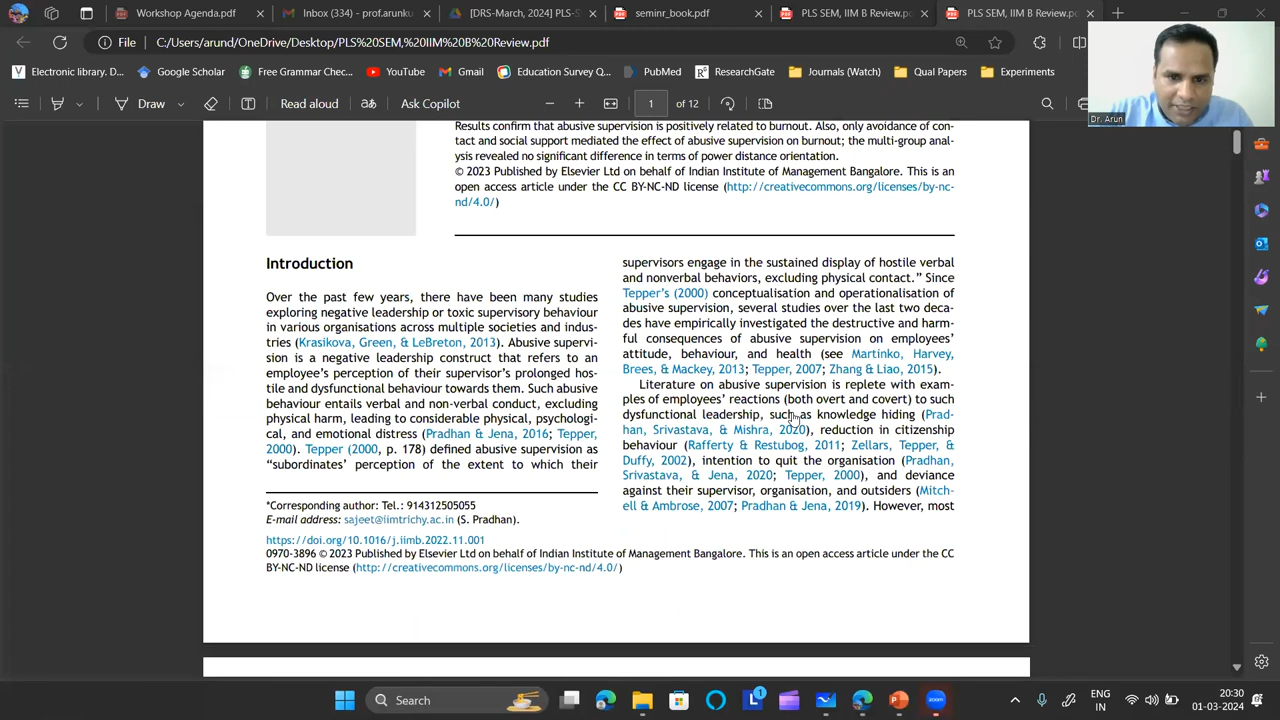 Workshop Agenda.pdf
Inbox (334) - prof.arunku
[DRS-March, 2024] PLS-S
seminr_book.pdf
PLS SEM, IIM B Review.p
PLS SEM, IIM B Review.p
File
C:/Users/arund/OneDrive/Desktop/PLS%20SEM,%20IIM%20B%20Review.pdf
Electronic library. D...
Google Scholar
Free Grammar Chec...
YouTube
Gmail
Education Survey Q...
PubMed
ResearchGate
Journals (Watch)
Qual Papers
Experiments
Draw
Read aloud
Ask Copilot
1
of 12
Dr. Arun
Results confirm that abusive supervision is positively related to burnout. Also, only avoidance of con-
tact and social support mediated the effect of abusive supervision on burnout; the multi-group anal-
ysis revealed no significant difference in terms of power distance orientation.
© 2023 Published by Elsevier Ltd on behalf of Indian Institute of Management Bangalore. This is an
open access article under the CC BY-NC-ND license (http://creativecommons.org/licenses/by-nc-
nd/4.0/)
Introduction
Over the past few years, there have been many studies
exploring negative leadership or toxic supervisory behaviour
in various organisations across multiple societies and indus-
tries (Krasikova, Green, & LeBreton, 2013). Abusive supervi-
sion is a negative leadership construct that refers to an
employee's perception of their supervisor's prolonged hos-
tile and dysfunctional behaviour towards them. Such abusive
behaviour entails verbal and non-verbal conduct, excluding
physical harm, leading to considerable physical, psychologi-
cal, and emotional distress (Pradhan & Jena, 2016; Tepper,
2000). Tepper (2000, p. 178) defined abusive supervision as
“subordinates' perception of the extent to which their
supervisors engage in the sustained display of hostile verbal
and nonverbal behaviors, excluding physical contact.” Since
Tepper's (2000) conceptualisation and operationalisation of
abusive supervision, several studies over the last two deca-
des have empirically investigated the destructive and harm-
ful consequences of abusive supervision on employees'
attitude, behaviour, and health (see Martinko, Harvey,
Brees, & Mackey, 2013; Tepper, 2007; Zhang & Liao, 2015).
Literature on abusive supervision is replete with exam-
ples of employees' reactions (both overt and covert) to such
dysfunctional leadership, such as knowledge hiding (Prad-
han, Srivastava, & Mishra, 2020), reduction in citizenship
behaviour (Rafferty & Restubog, 2011; Zellars, Tepper, &
Duffy, 2002), intention to quit the organisation (Pradhan,
Srivastava, & Jena, 2020; Tepper, 2000), and deviance
against their supervisor, organisation, and outsiders (Mitch-
ell & Ambrose, 2007; Pradhan & Jena, 2019). However, most
*Corresponding author: Tel.: 914312505055
E-mail address: sajeet@iimtrichy.ac.in (S. Pradhan).
https://doi.org/10.1016/j.iimb.2022.11.001
0970-3896 © 2023 Published by Elsevier Ltd on behalf of Indian Institute of Management Bangalore. This is an open access article under the CC
BY-NC-ND license (http://creativecommons.org/licenses/by-nc-nd/4.0/)
Search
ENG
IN
20:30
01-03-2024